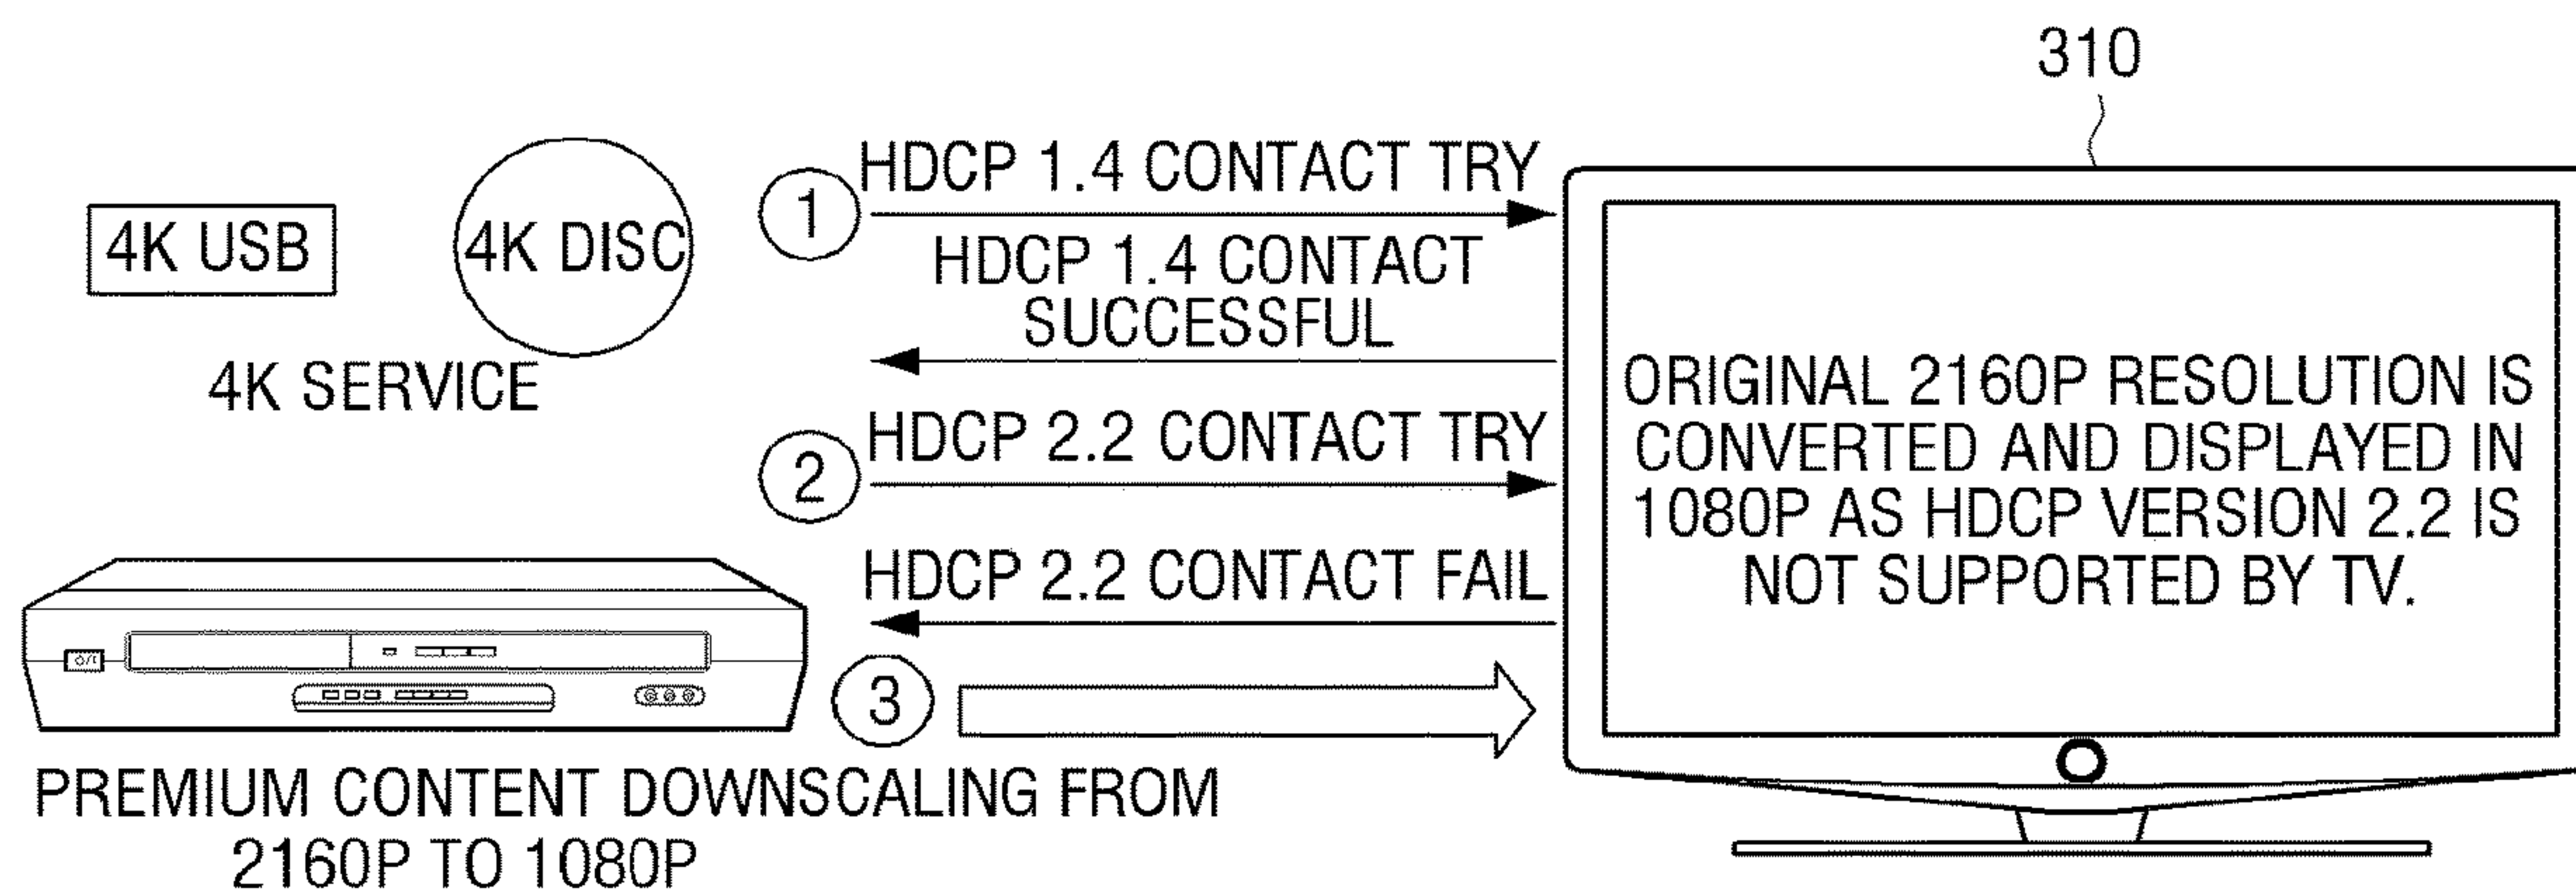 310
4K USB
4K DISC
4K SERVICE
1
HDCP 1.4 CONTACT TRY
HDCP 1.4 CONTACT
SUCCESSFUL
2
HDCP 2.2 CONTACT TRY
HDCP 2.2 CONTACT FAIL
3
PREMIUM CONTENT DOWNSCALING FROM
2160P TO 1080P
ORIGINAL 2160P RESOLUTION IS
CONVERTED AND DISPLAYED IN
1080P AS HDCP VERSION 2.2 IS
NOT SUPPORTED BY TV.